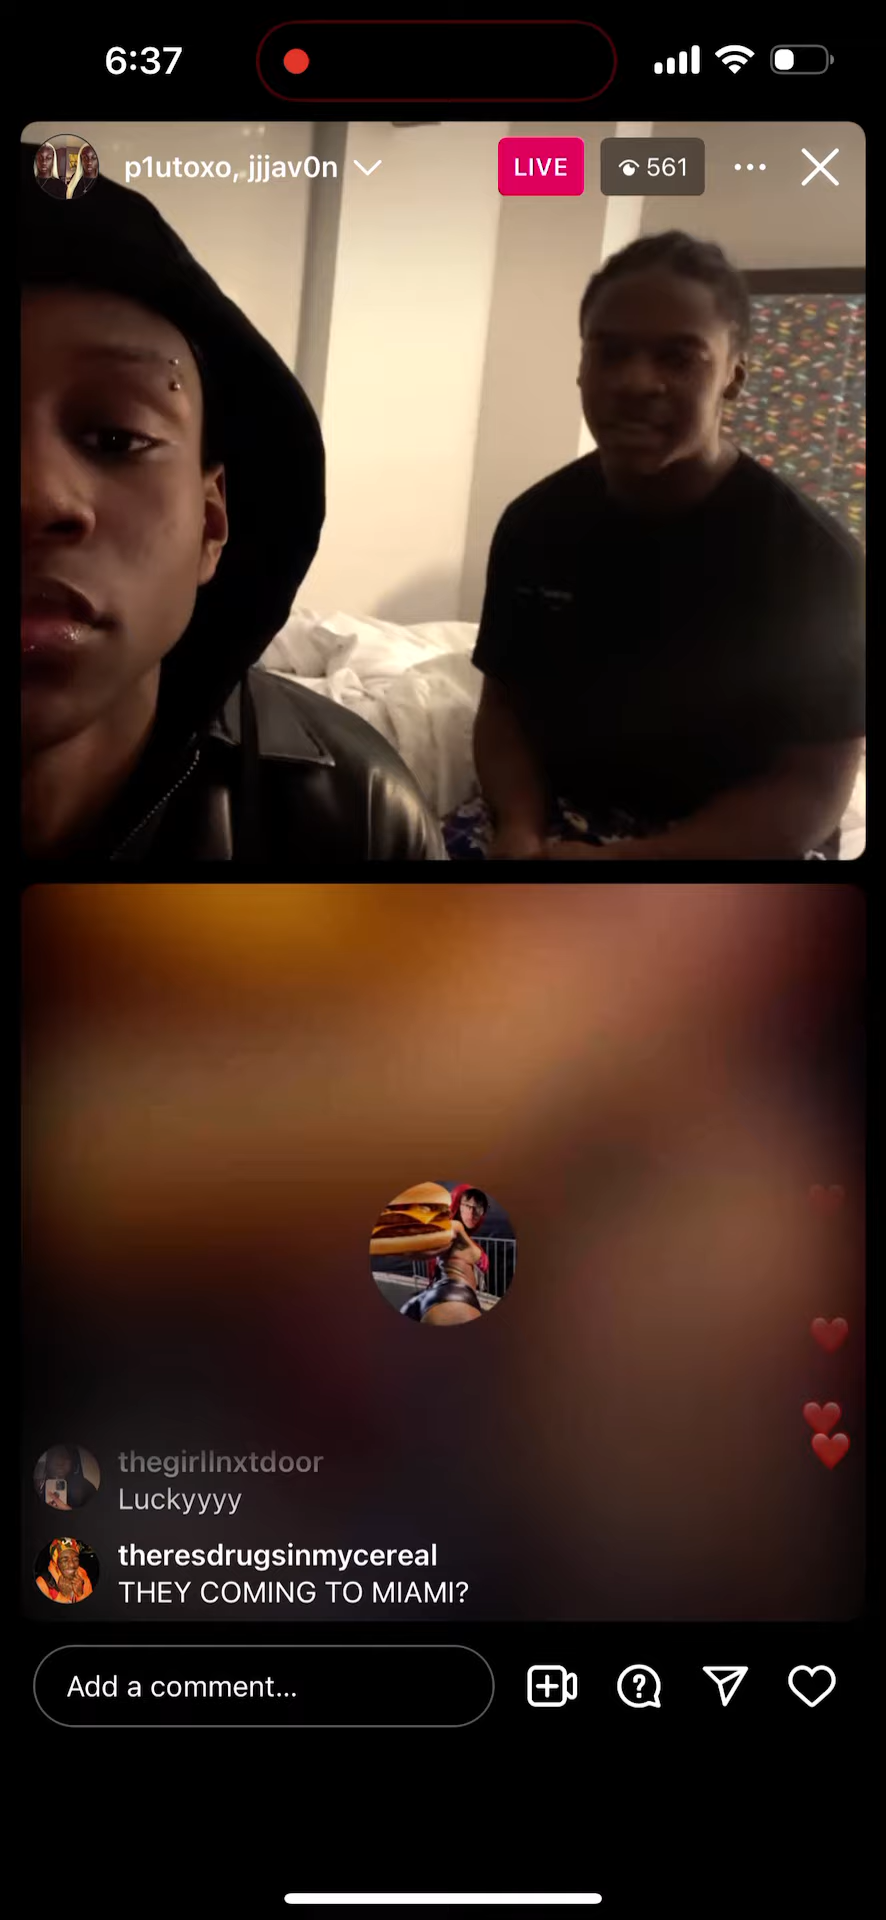 6:37
p1utoxo, jjjav0n
LIVE
561
thegirllnxtdoor
Luckyyyy
theresdrugsinmycereal
THEY COMING TO MIAMI?
Add a comment...